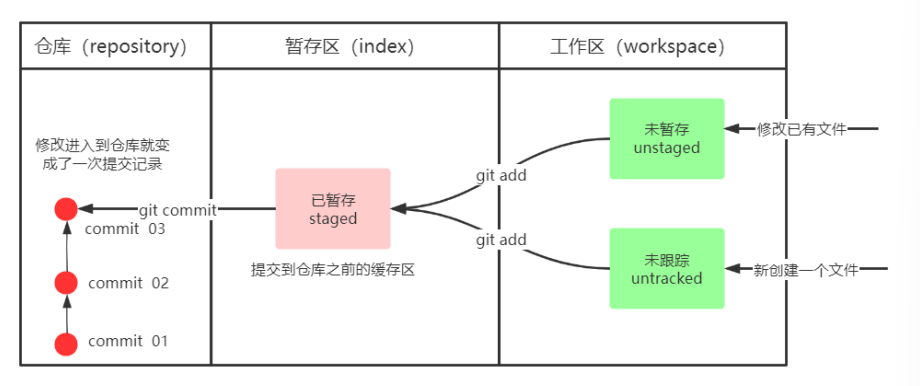 仓库（repository）
暂存区（index）
工作区（workspace）
修改进入到仓库就变
成了一次提交记录
git commit
commit 03
commit 02
commit 01
已暂存
staged
提交到仓库之前的缓存区
git add
git add
未暂存
unstaged
修改已有文件
未跟踪
untracked
新创建一个文件